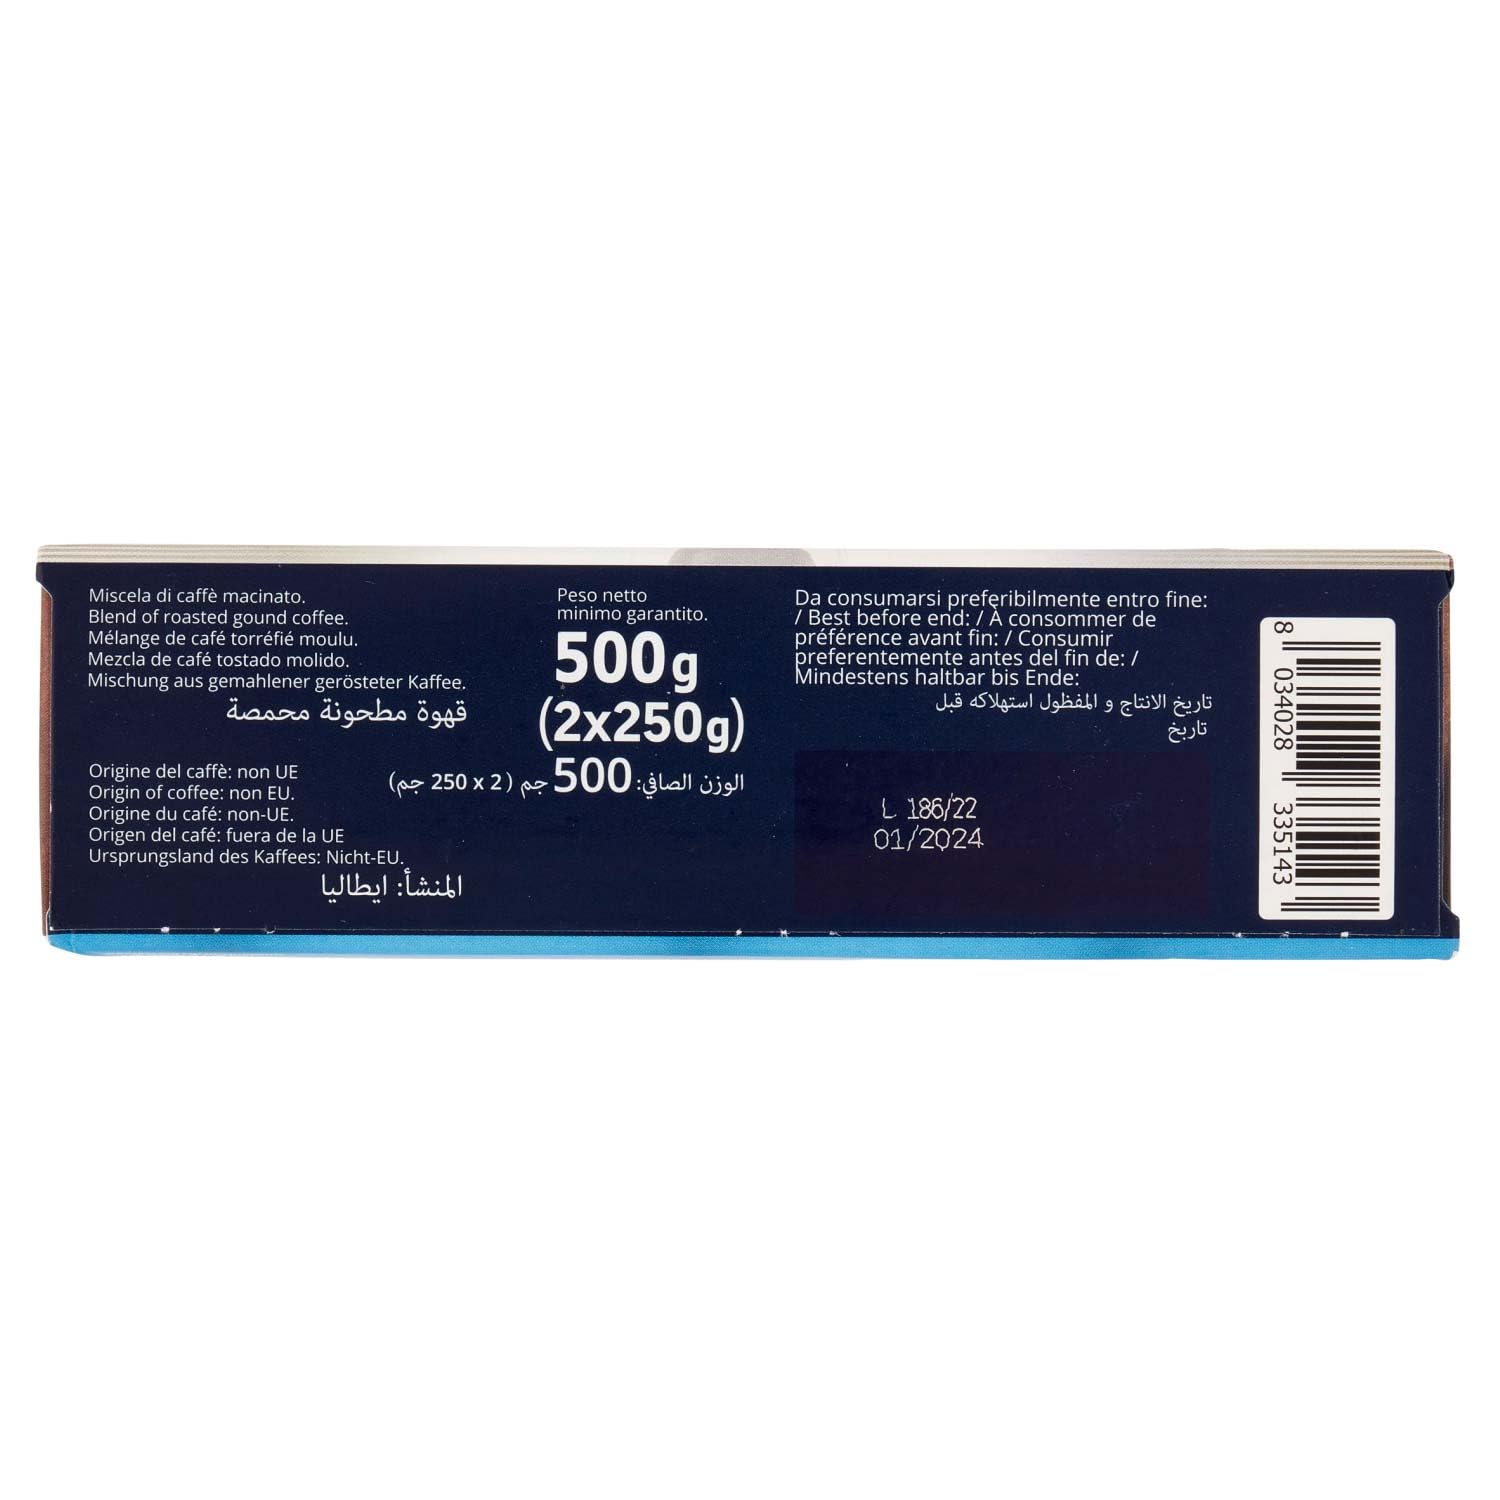 Miscela di caffè macinato.
Blend of roasted gound coffee.
Mélange de café torréfié moulu.
Mezcla de café tostado molido.
Mischung aus gemahlener gerösteter Kaffee.
قهوة مطحونة محمصة
Origine del caffè: non UE
Origin of coffee: non EU.
Origine du café: non-UE.
Origen del café: fuera de la UE
Ursprungsland des Kaffees: Nicht-EU.
المنشأ: ايطاليا
Peso netto
minimo garantito.
500g
(2x250g)
الوزن الصافي: 500 جم (2 x 250 جم)
Da consumarsi preferibilmente entro fine:
/ Best before end: / À consommer de
préférence avant fin: / Consumir
preferentemente antes del fin de: /
Mindestens haltbar bis Ende:
تاريخ الانتاج و المفظول استهلاكه قبل
تاريخ
L 186/22
01/2024
8 034028 335143